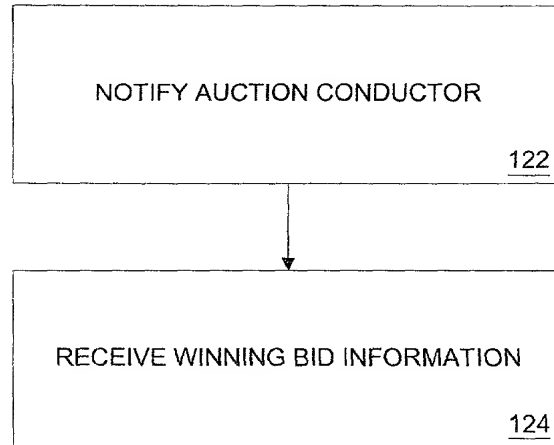 NOTIFY AUCTION CONDUCTOR
122
RECEIVE WINNING BID INFORMATION
124